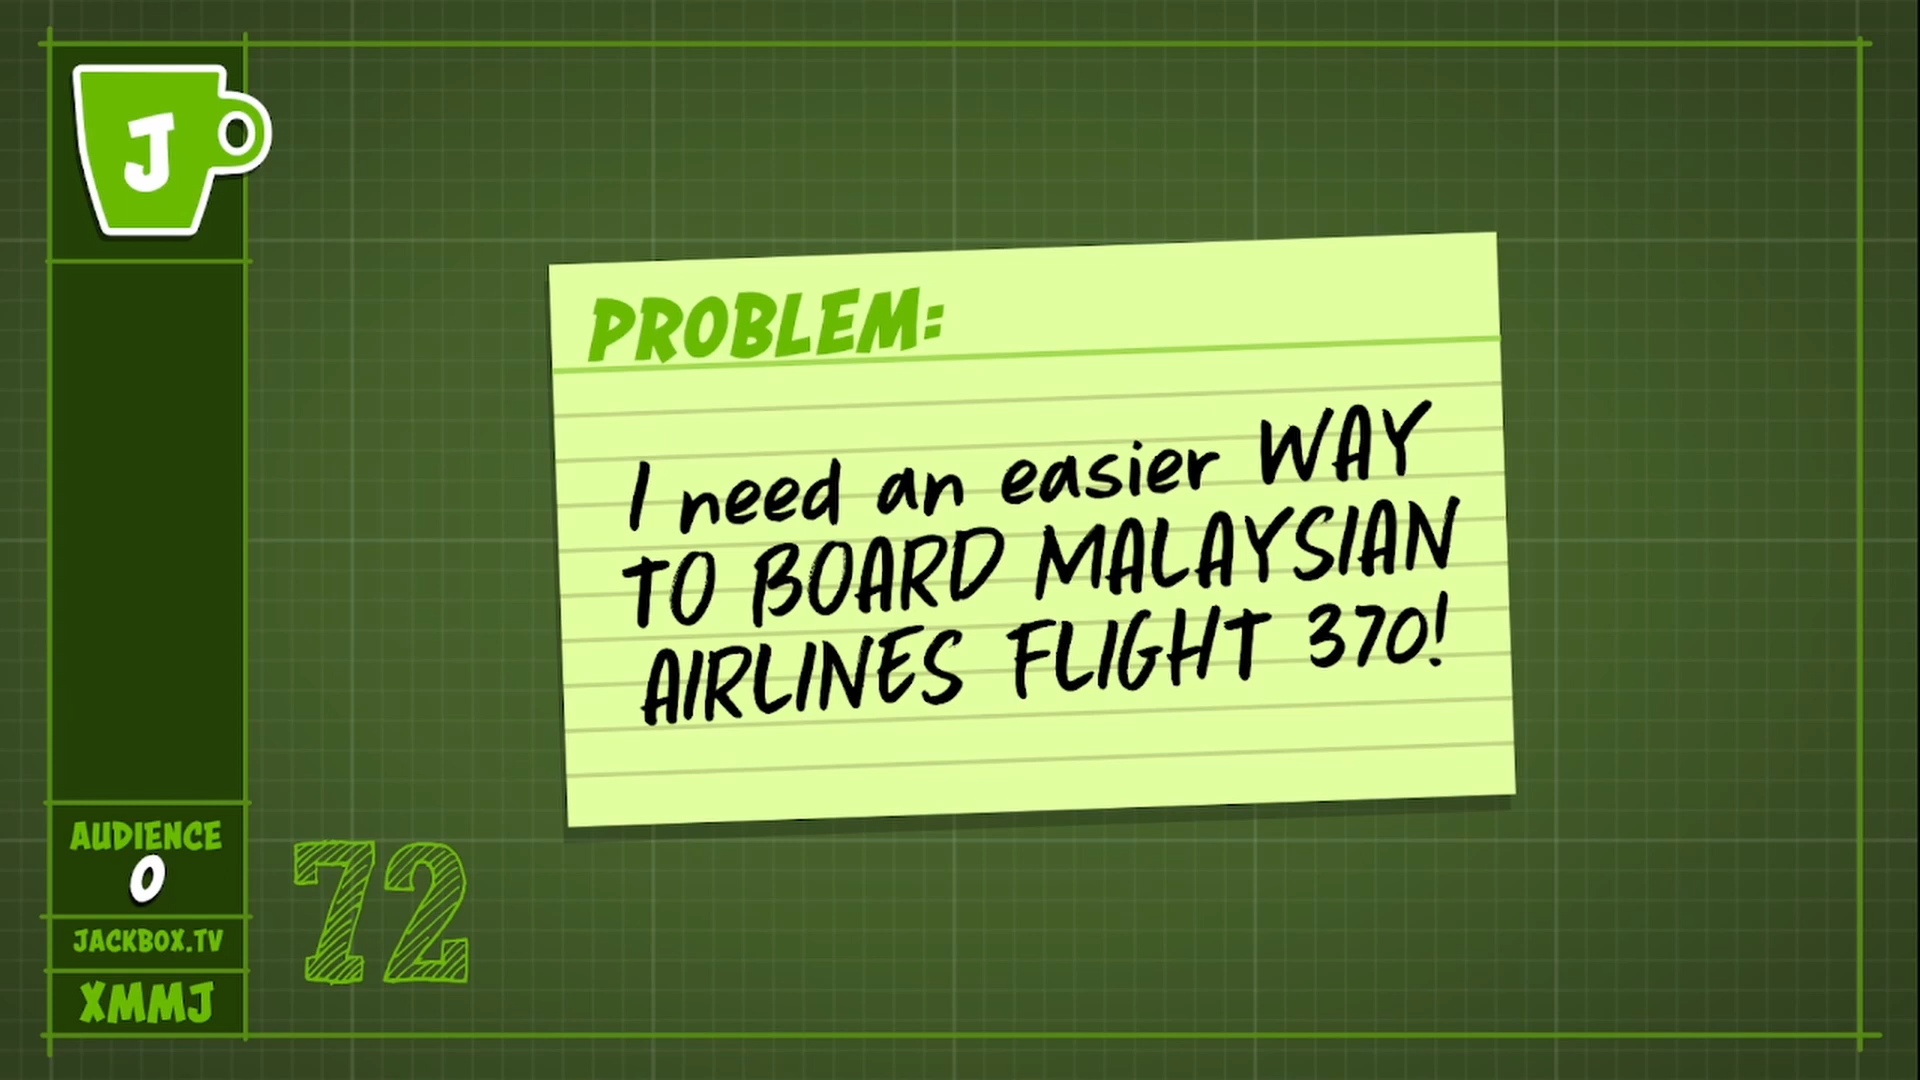 J
PROBLEM:
I need an easier WAY
TO BOARD MALAYSIAN
AIRLINES FLIGHT 370!
AUDIENCE
0
72
JACKBOX.TV
XMMJ